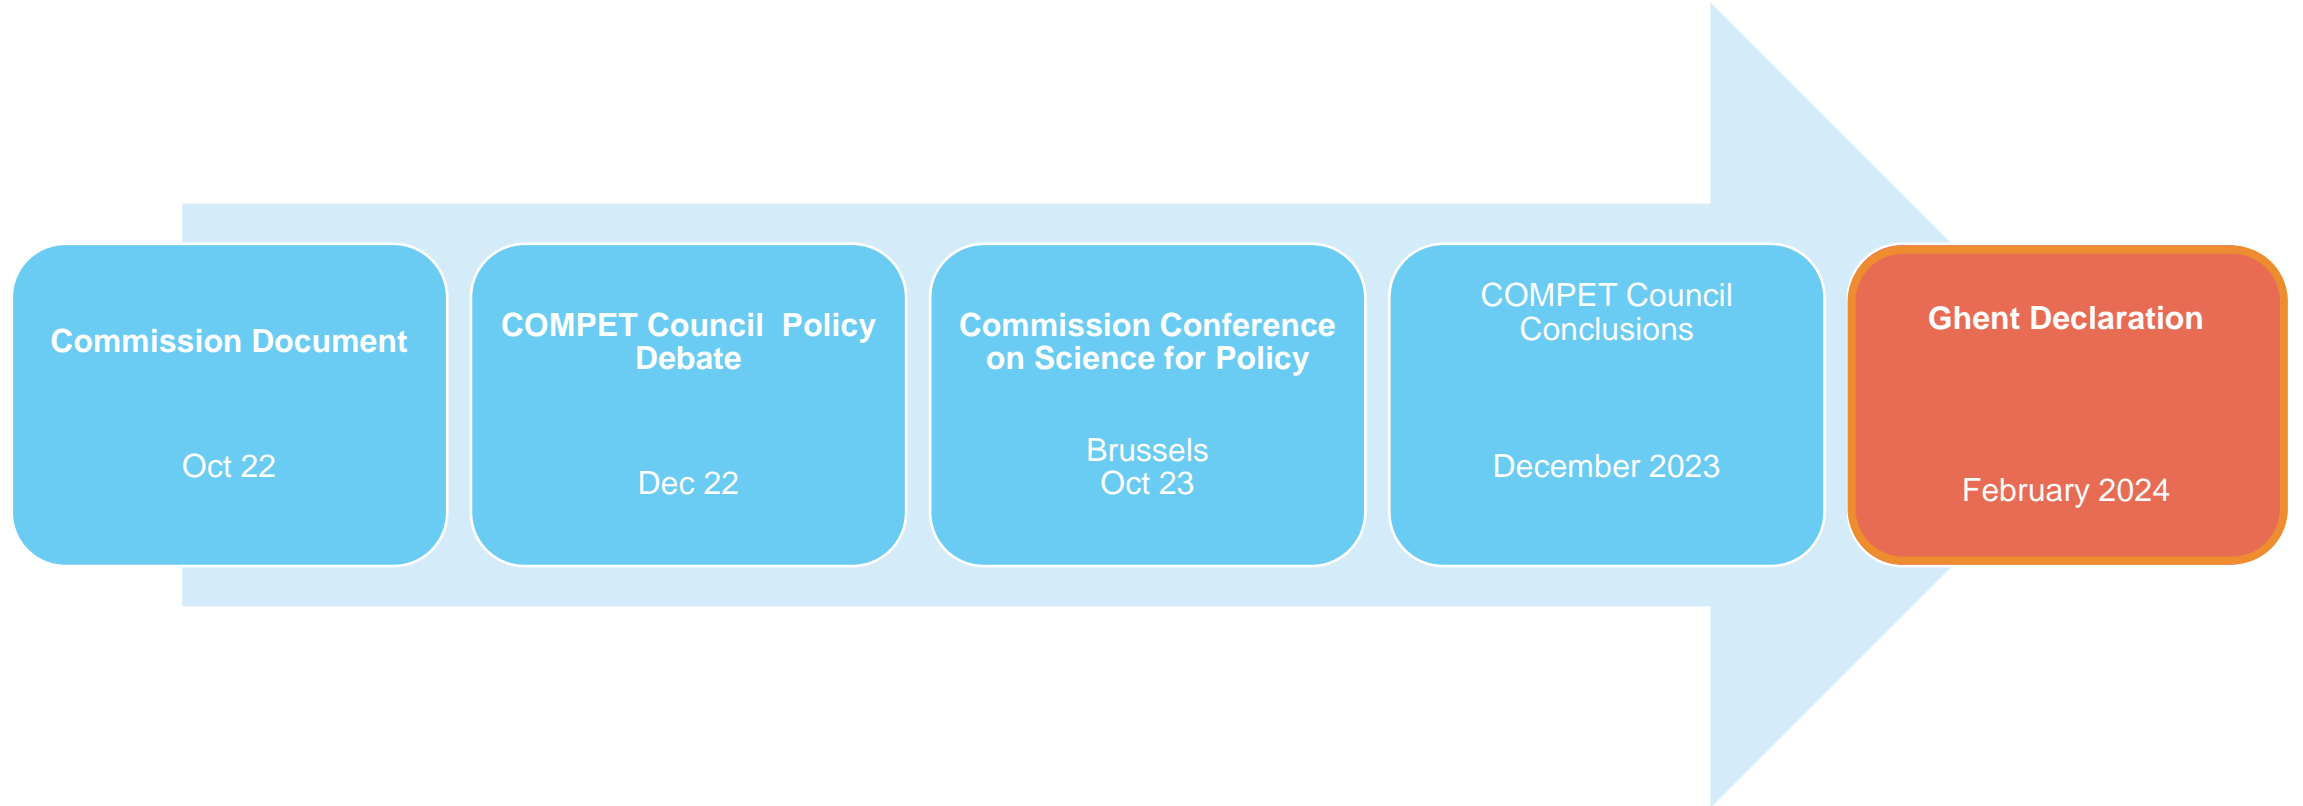 Commission Document
Oct 22
COMPET Council  Policy
Debate
Dec 22
Commission Conference
on Science for Policy
Brussels
Oct 23
COMPET Council
Conclusions
December 2023
Ghent Declaration
February 2024